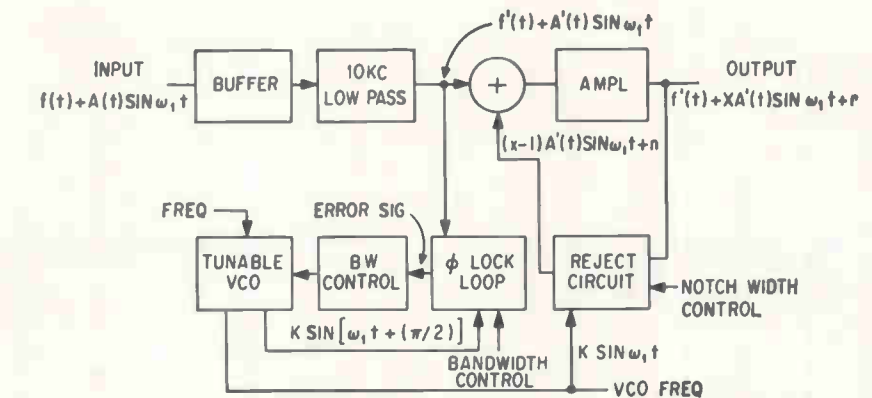 f'(t)+A'(t) SIN ω₁ t
INPUT
f(t)+A(t) SIN ω₁ t
BUFFER
10KC
LOW PASS
+
AMPL
OUTPUT
f'(t)+XA'(t) SIN ω₁ t+r
(x-1)A'(t) SIN ω₁ t+n
FREQ
ERROR SIG
TUNABLE
VCO
BW
CONTROL
ϕ LOCK
LOOP
REJECT
CIRCUIT
NOTCH WIDTH
CONTROL
K SIN [ω₁ t + (π/2)]
BANDWIDTH
CONTROL
K SIN ω₁ t
VCO FREQ